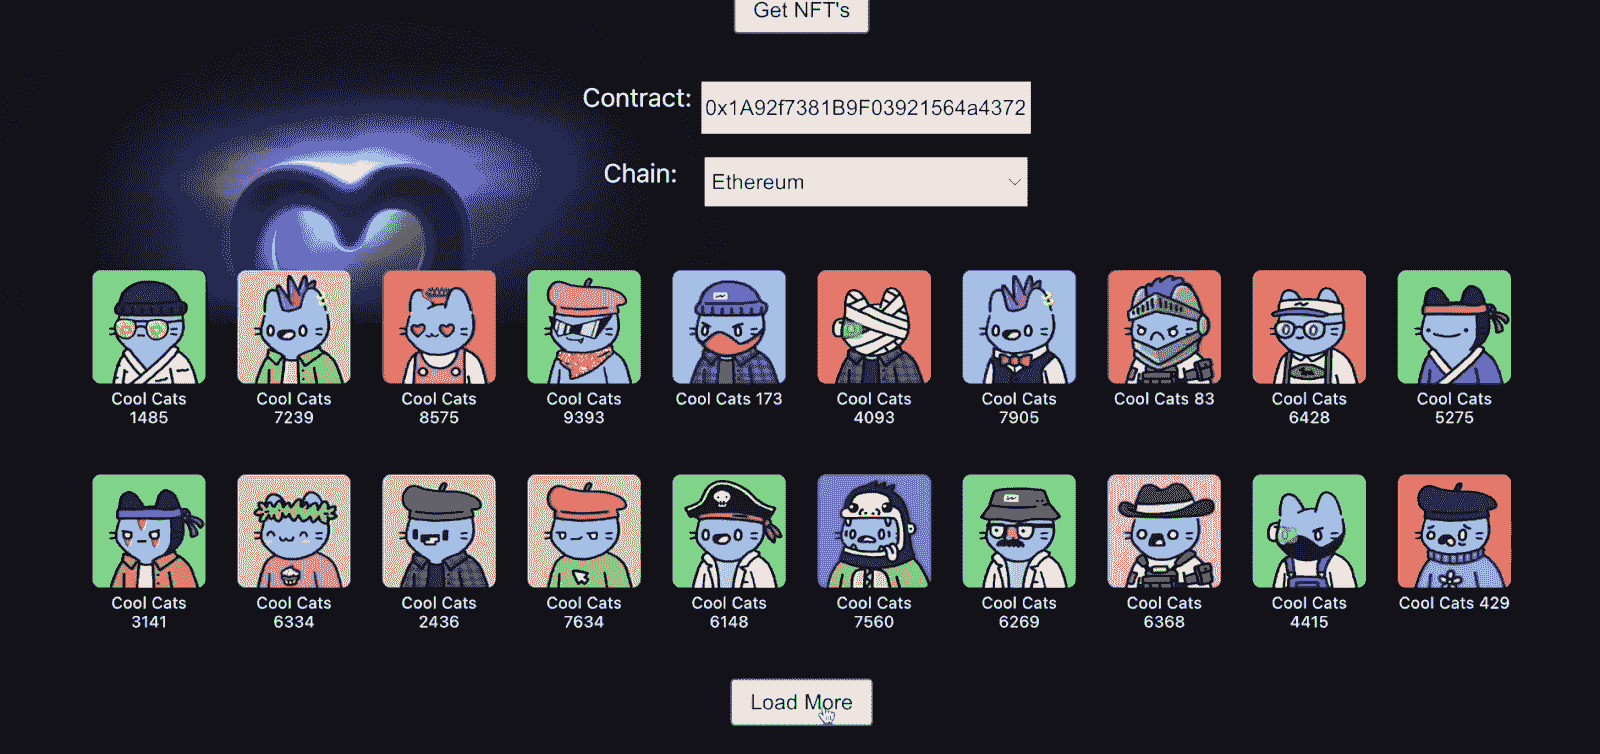 Get NFT's
Contract:
0x1A92f7381B9F03921564a4372
Chain:
Ethereum
Cool Cats
1485
Cool Cats
7239
Cool Cats
8575
Cool Cats
9393
Cool Cats 173
Cool Cats
4093
Cool Cats
7905
Cool Cats 83
Cool Cats
6428
Cool Cats
5275
Cool Cats
3141
Cool Cats
6334
Cool Cats
2436
Cool Cats
7634
Cool Cats
6148
Cool Cats
7560
Cool Cats
6269
Cool Cats
6368
Cool Cats
4415
Cool Cats 429
Load More